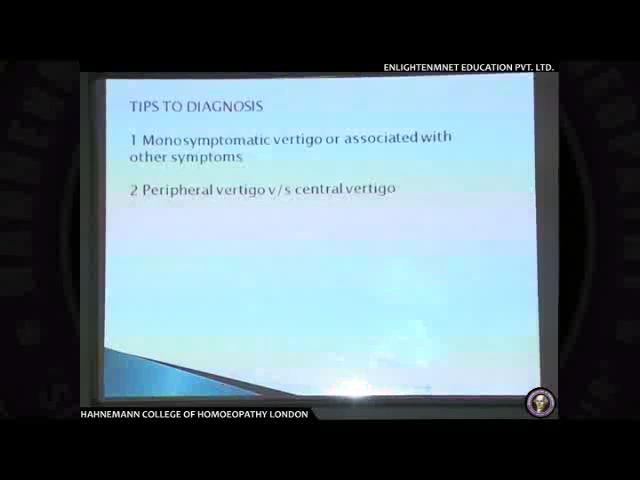 ENLIGHTENMNET EDUCATION PVT. LTD.
TIPS TO DIAGNOSIS
1 Monosymptomatic vertigo or associated with
other symptoms
2 Peripheral vertigo v/s central vertigo
HAHNEMANN COLLEGE OF HOMOEOPATHY LONDON